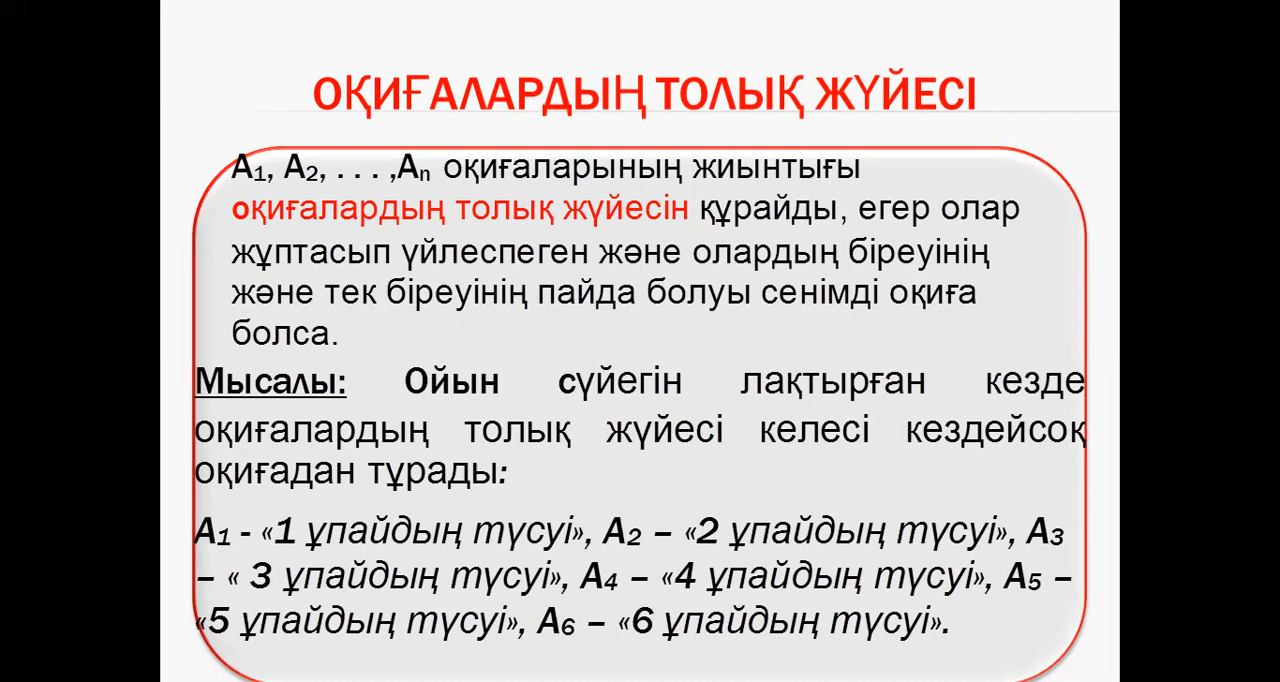 ОҚИҒАЛАРДЫҢ ТОЛЫҚ ЖҮЙЕСІ
А₁, А₂, . . . ,Аₙ оқиғаларының жиынтығы
оқиғалардың толық жүйесін құрайды, егер олар
жұптасып үйлеспеген және олардың біреуінің
және тек біреуінің пайда болуы сенімді оқиға
болса.
Мысалы: Ойын сүйегін лақтырған кезде
оқиғалардың толық жүйесі келесі кездейсоқ
оқиғадан тұрады:
А₁ - «1 ұпайдың түсуі», А₂ – «2 ұпайдың түсуі», А₃
– « 3 ұпайдың түсуі», А₄ – «4 ұпайдың түсуі», А₅ –
«5 ұпайдың түсуі», А₆ – «6 ұпайдың түсуі».